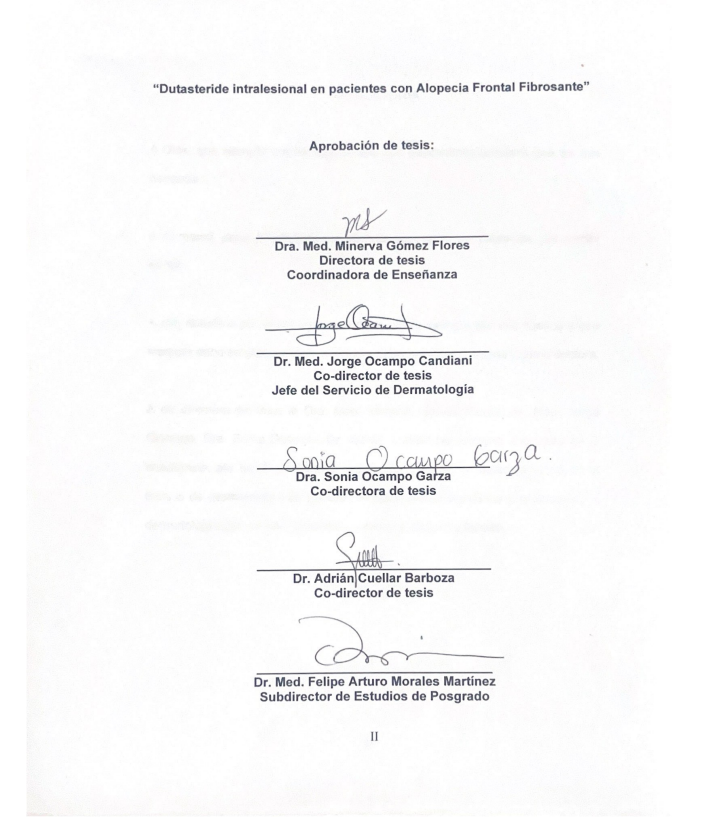 “Dutasteride intralesional en pacientes con Alopecia Frontal Fibrosante”
Aprobación de tesis:
Dra. Med. Minerva Gómez Flores
Directora de tesis
Coordinadora de Enseñanza
Jorge Ocam
Dr. Med. Jorge Ocampo Candiani
Co-director de tesis
Jefe del Servicio de Dermatología
Sonia Ocampo Garza.
Dra. Sonia Ocampo Garza
Co-directora de tesis
Dr. Adrián Cuellar Barboza
Co-director de tesis
Dr. Med. Felipe Arturo Morales Martinez
Subdirector de Estudios de Posgrado
II